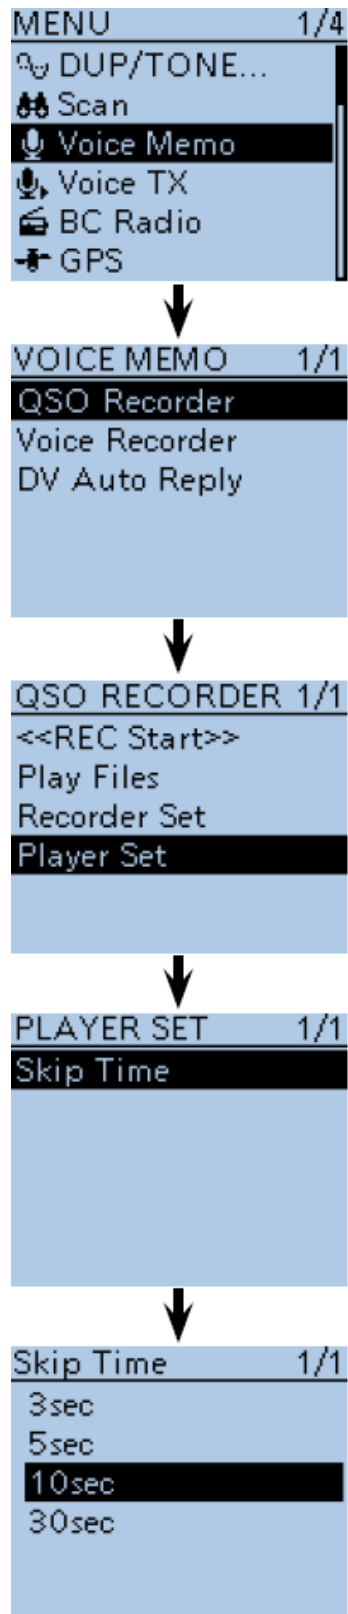 MENU 1/4
DUP/TONE...
Scan
Voice Memo
Voice TX
BC Radio
GPS
VOICE MEMO 1/1
QSO Recorder
Voice Recorder
DV Auto Reply
QSO RECORDER 1/1
<<REC Start>>
Play Files
Recorder Set
Player Set
PLAYER SET 1/1
Skip Time
Skip Time 1/1
3sec
5sec
10sec
30sec